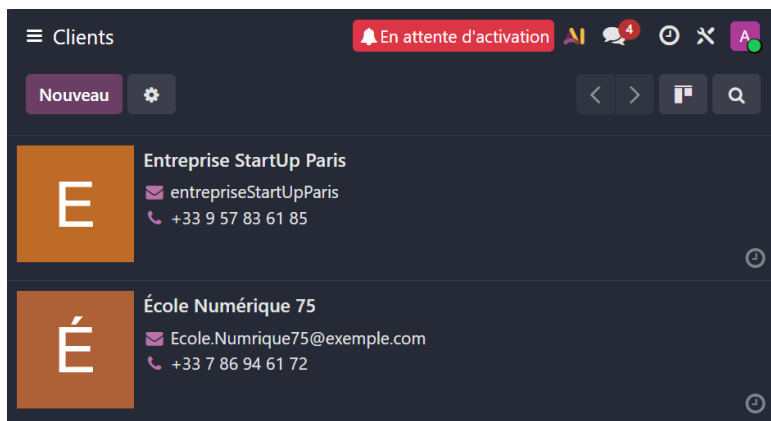 Clients
En attente d'activation
AI
4
A
Nouveau
E
Entreprise StartUp Paris
entrepriseStartUpParis
+33 9 57 83 61 85
É
École Numérique 75
Ecole.Numrique75@exemple.com
+33 7 86 94 61 72